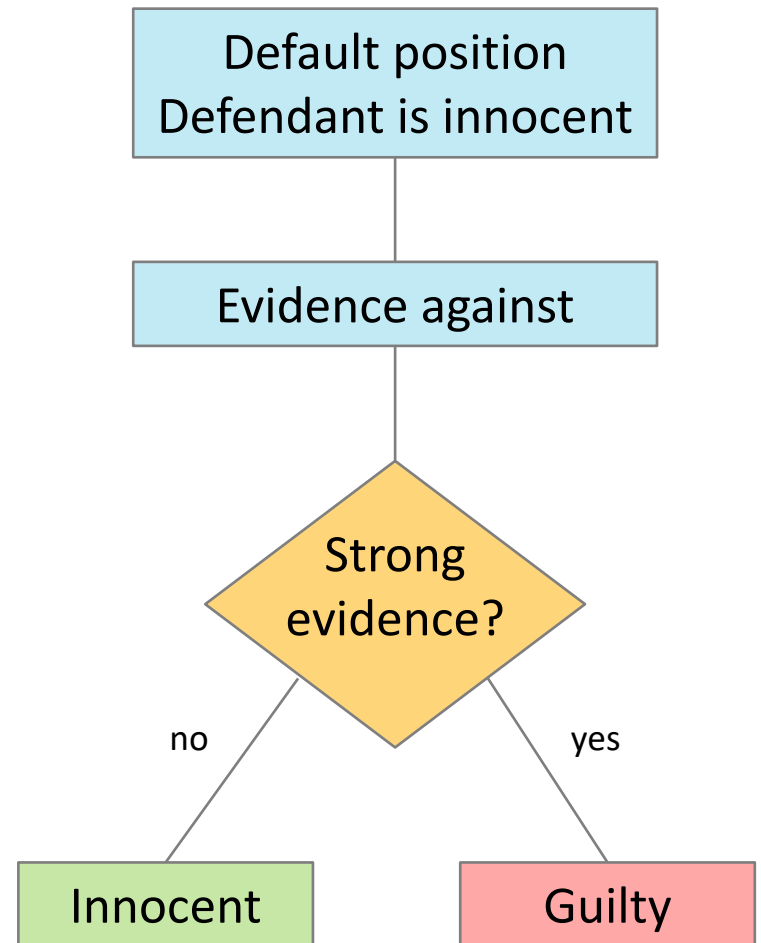 Default position
Defendant is innocent
Evidence against
Strong
evidence?
no
yes
Innocent
Guilty